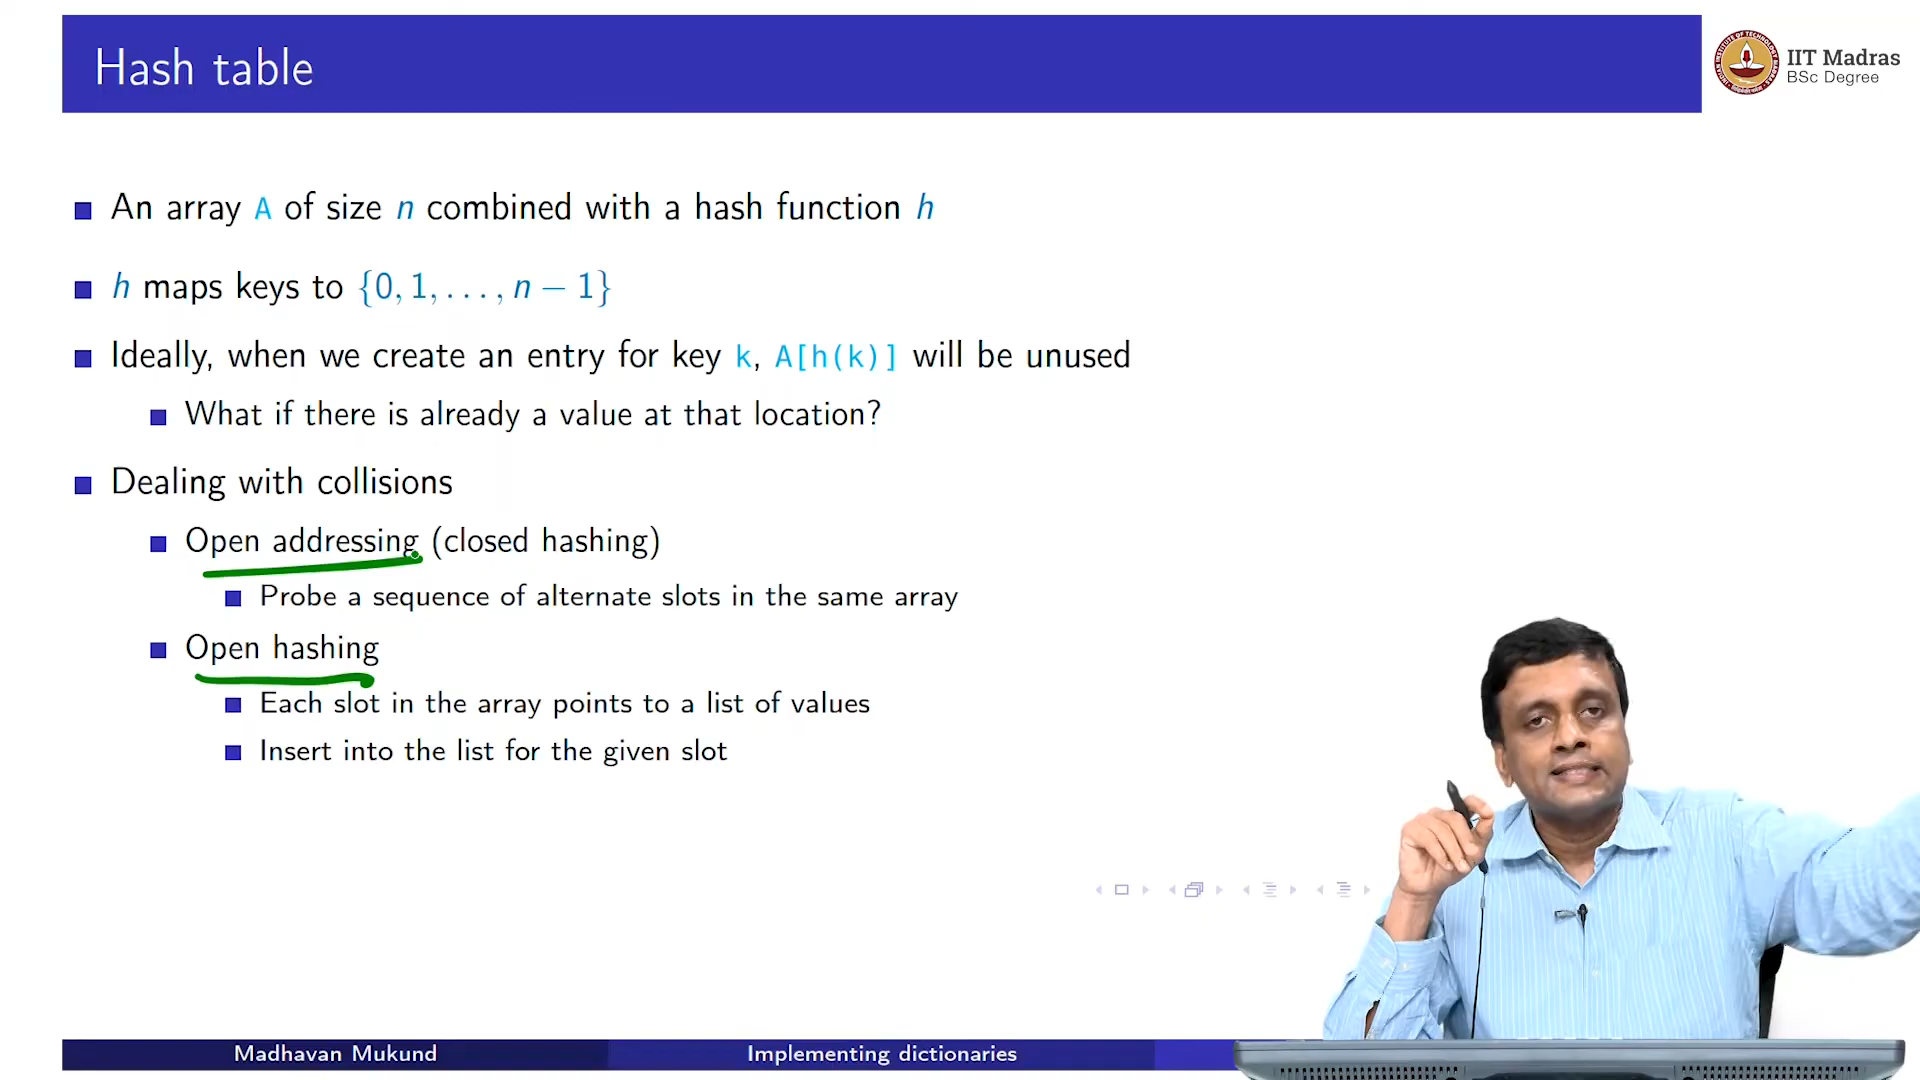 Hash table
IIT Madras
BSc Degree
An array A of size n combined with a hash function h
h maps keys to {0, 1, . . . , n − 1}
Ideally, when we create an entry for key k, A[h(k)] will be unused
What if there is already a value at that location?
Dealing with collisions
Open addressing (closed hashing)
Probe a sequence of alternate slots in the same array
Open hashing
Each slot in the array points to a list of values
Insert into the list for the given slot
Madhavan Mukund
Implementing dictionaries